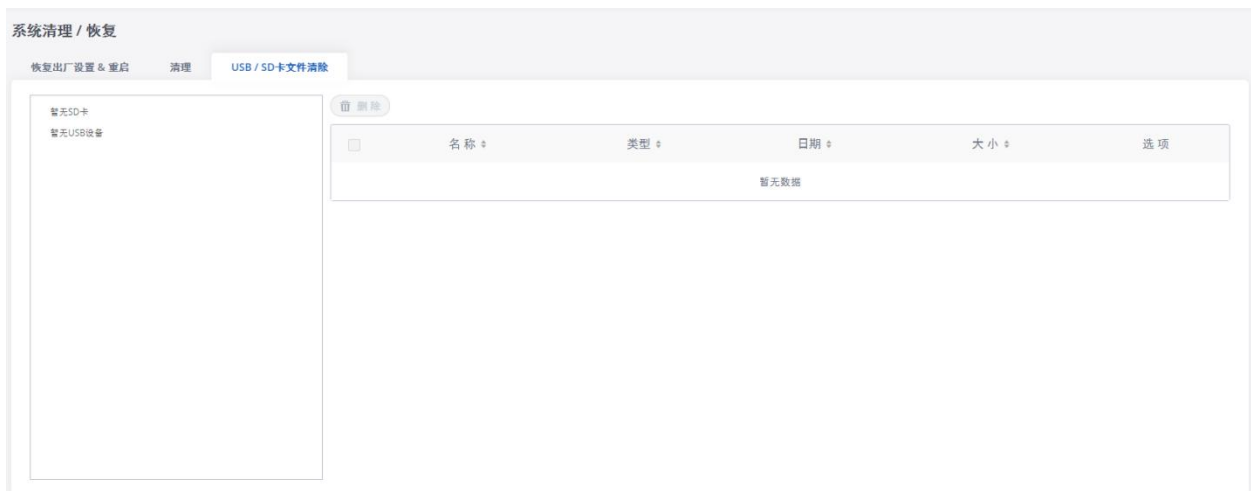 系统清理 / 恢复
恢复出厂设置 & 重启 清理 USB / SD卡文件清除
暂无SD卡
暂无USB设备
删除
名称 类型 日期 大小 选项
暂无数据